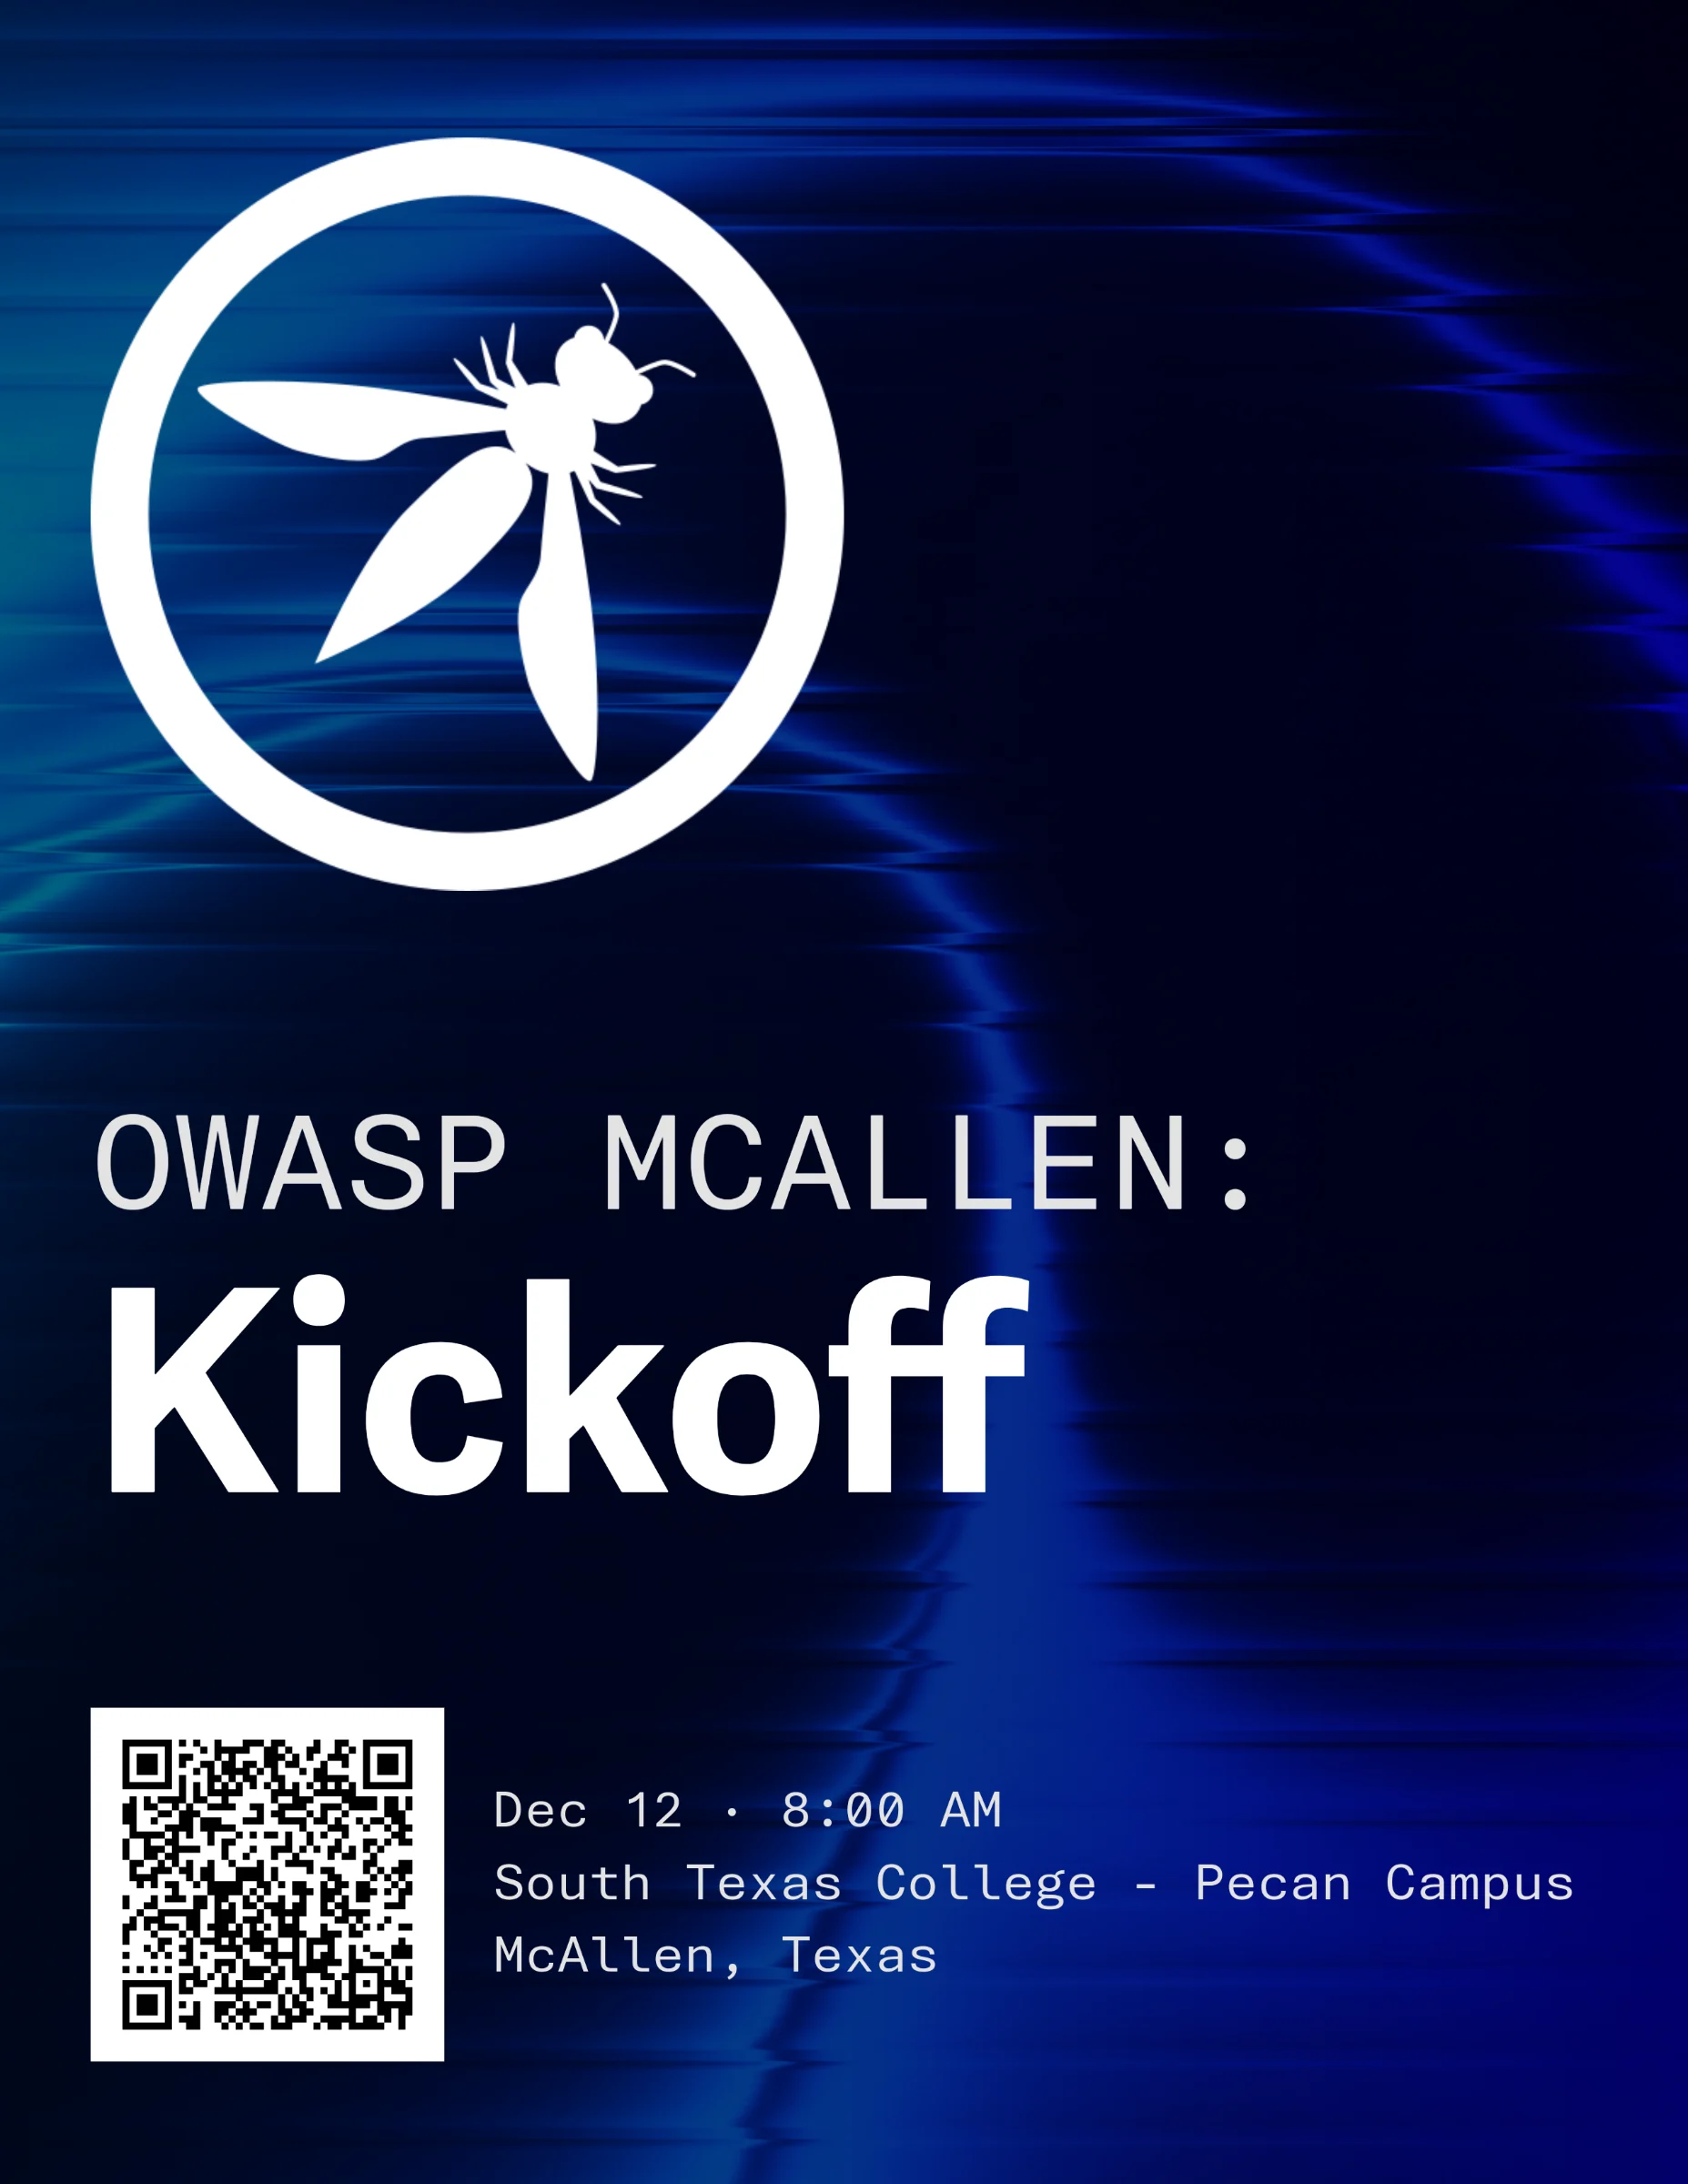 OWASP MCALLEN:
Kickoff
Dec 12 · 8:00 AM
South Texas College - Pecan Campus
McAllen, Texas